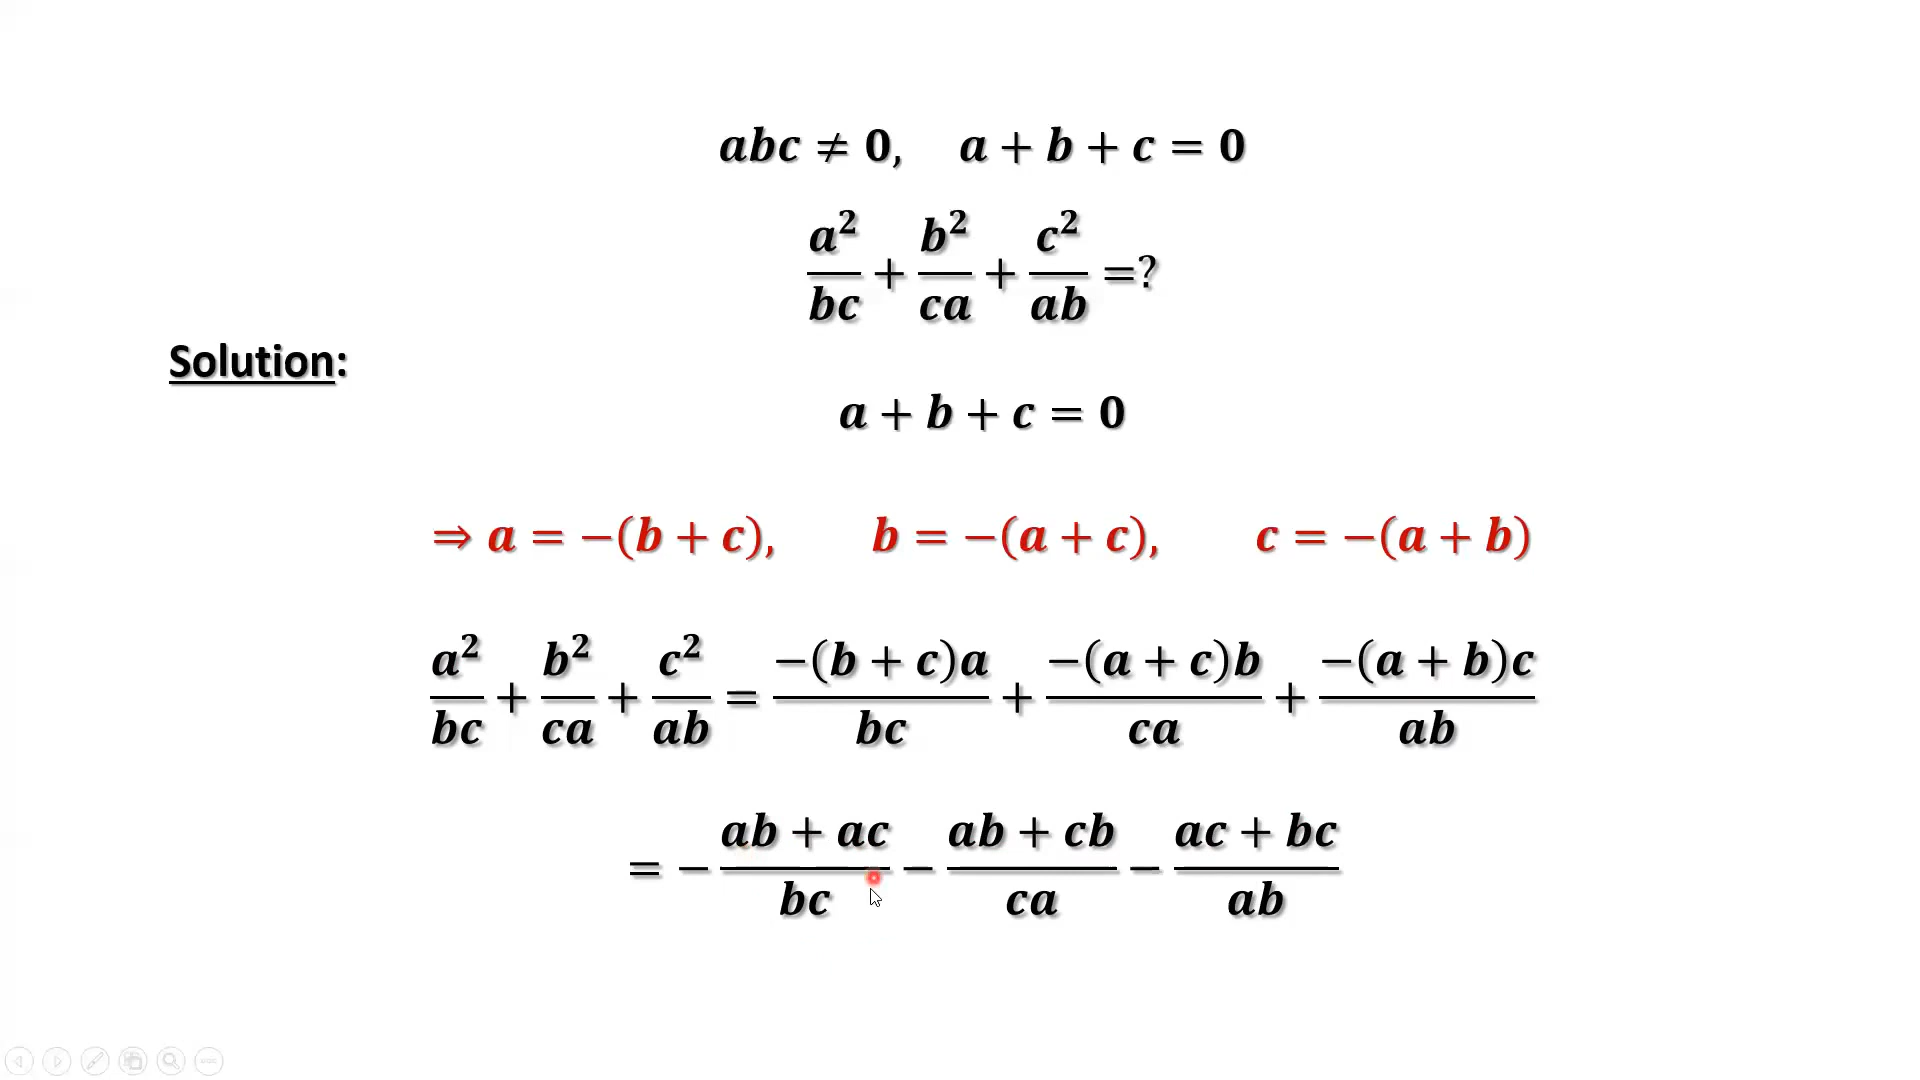 abc ≠ 0, a + b + c = 0
a²/bc + b²/ca + c²/ab =?
Solution:
a + b + c = 0
⇒ a = −(b + c), b = −(a + c), c = −(a + b)
a²/bc + b²/ca + c²/ab = −(b + c)a/bc + −(a + c)b/ca + −(a + b)c/ab
= − ab + ac/bc − ab + cb/ca − ac + bc/ab